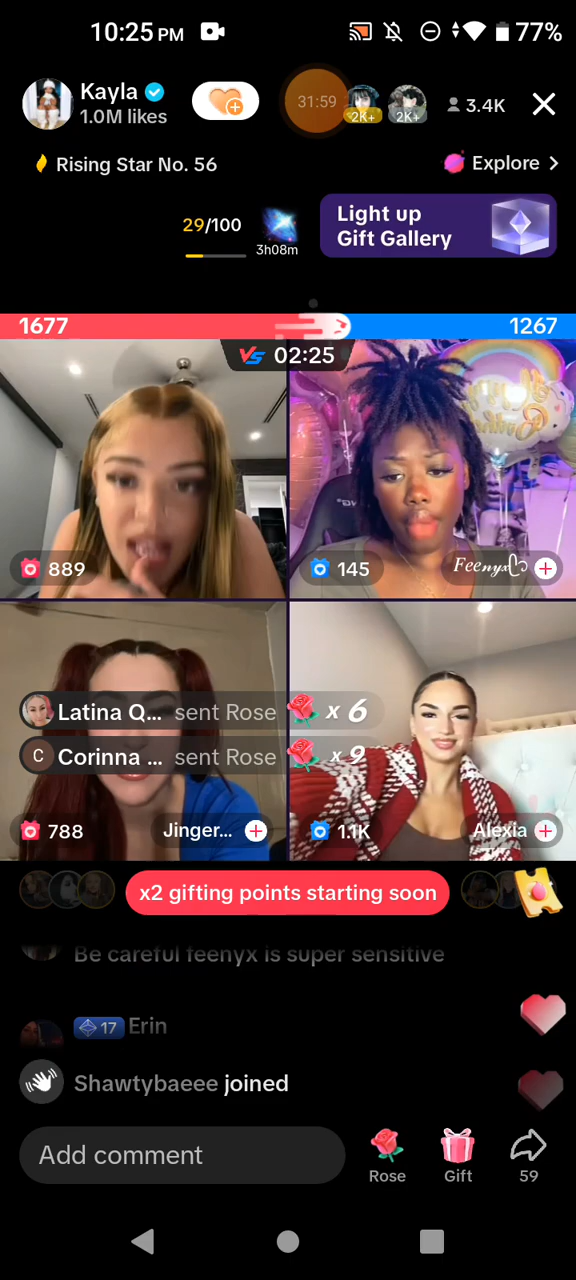 10:25 PM
77%
Kayla
1.0M likes
31:59
2K+
2K+
3.4K
Rising Star No. 56
Explore >
29/100
3h08m
Light up
Gift Gallery
1677
1267
VS 02:25
889
145
Feenyx
Latina Q... sent Rose x 6
Corinna ... sent Rose x 9
C
788
Jinger...
1.1K
Alexia
x2 gifting points starting soon
Be careful feenyx is super sensitive
17 Erin
Shawtybaeee joined
Add comment
Rose
Gift
59